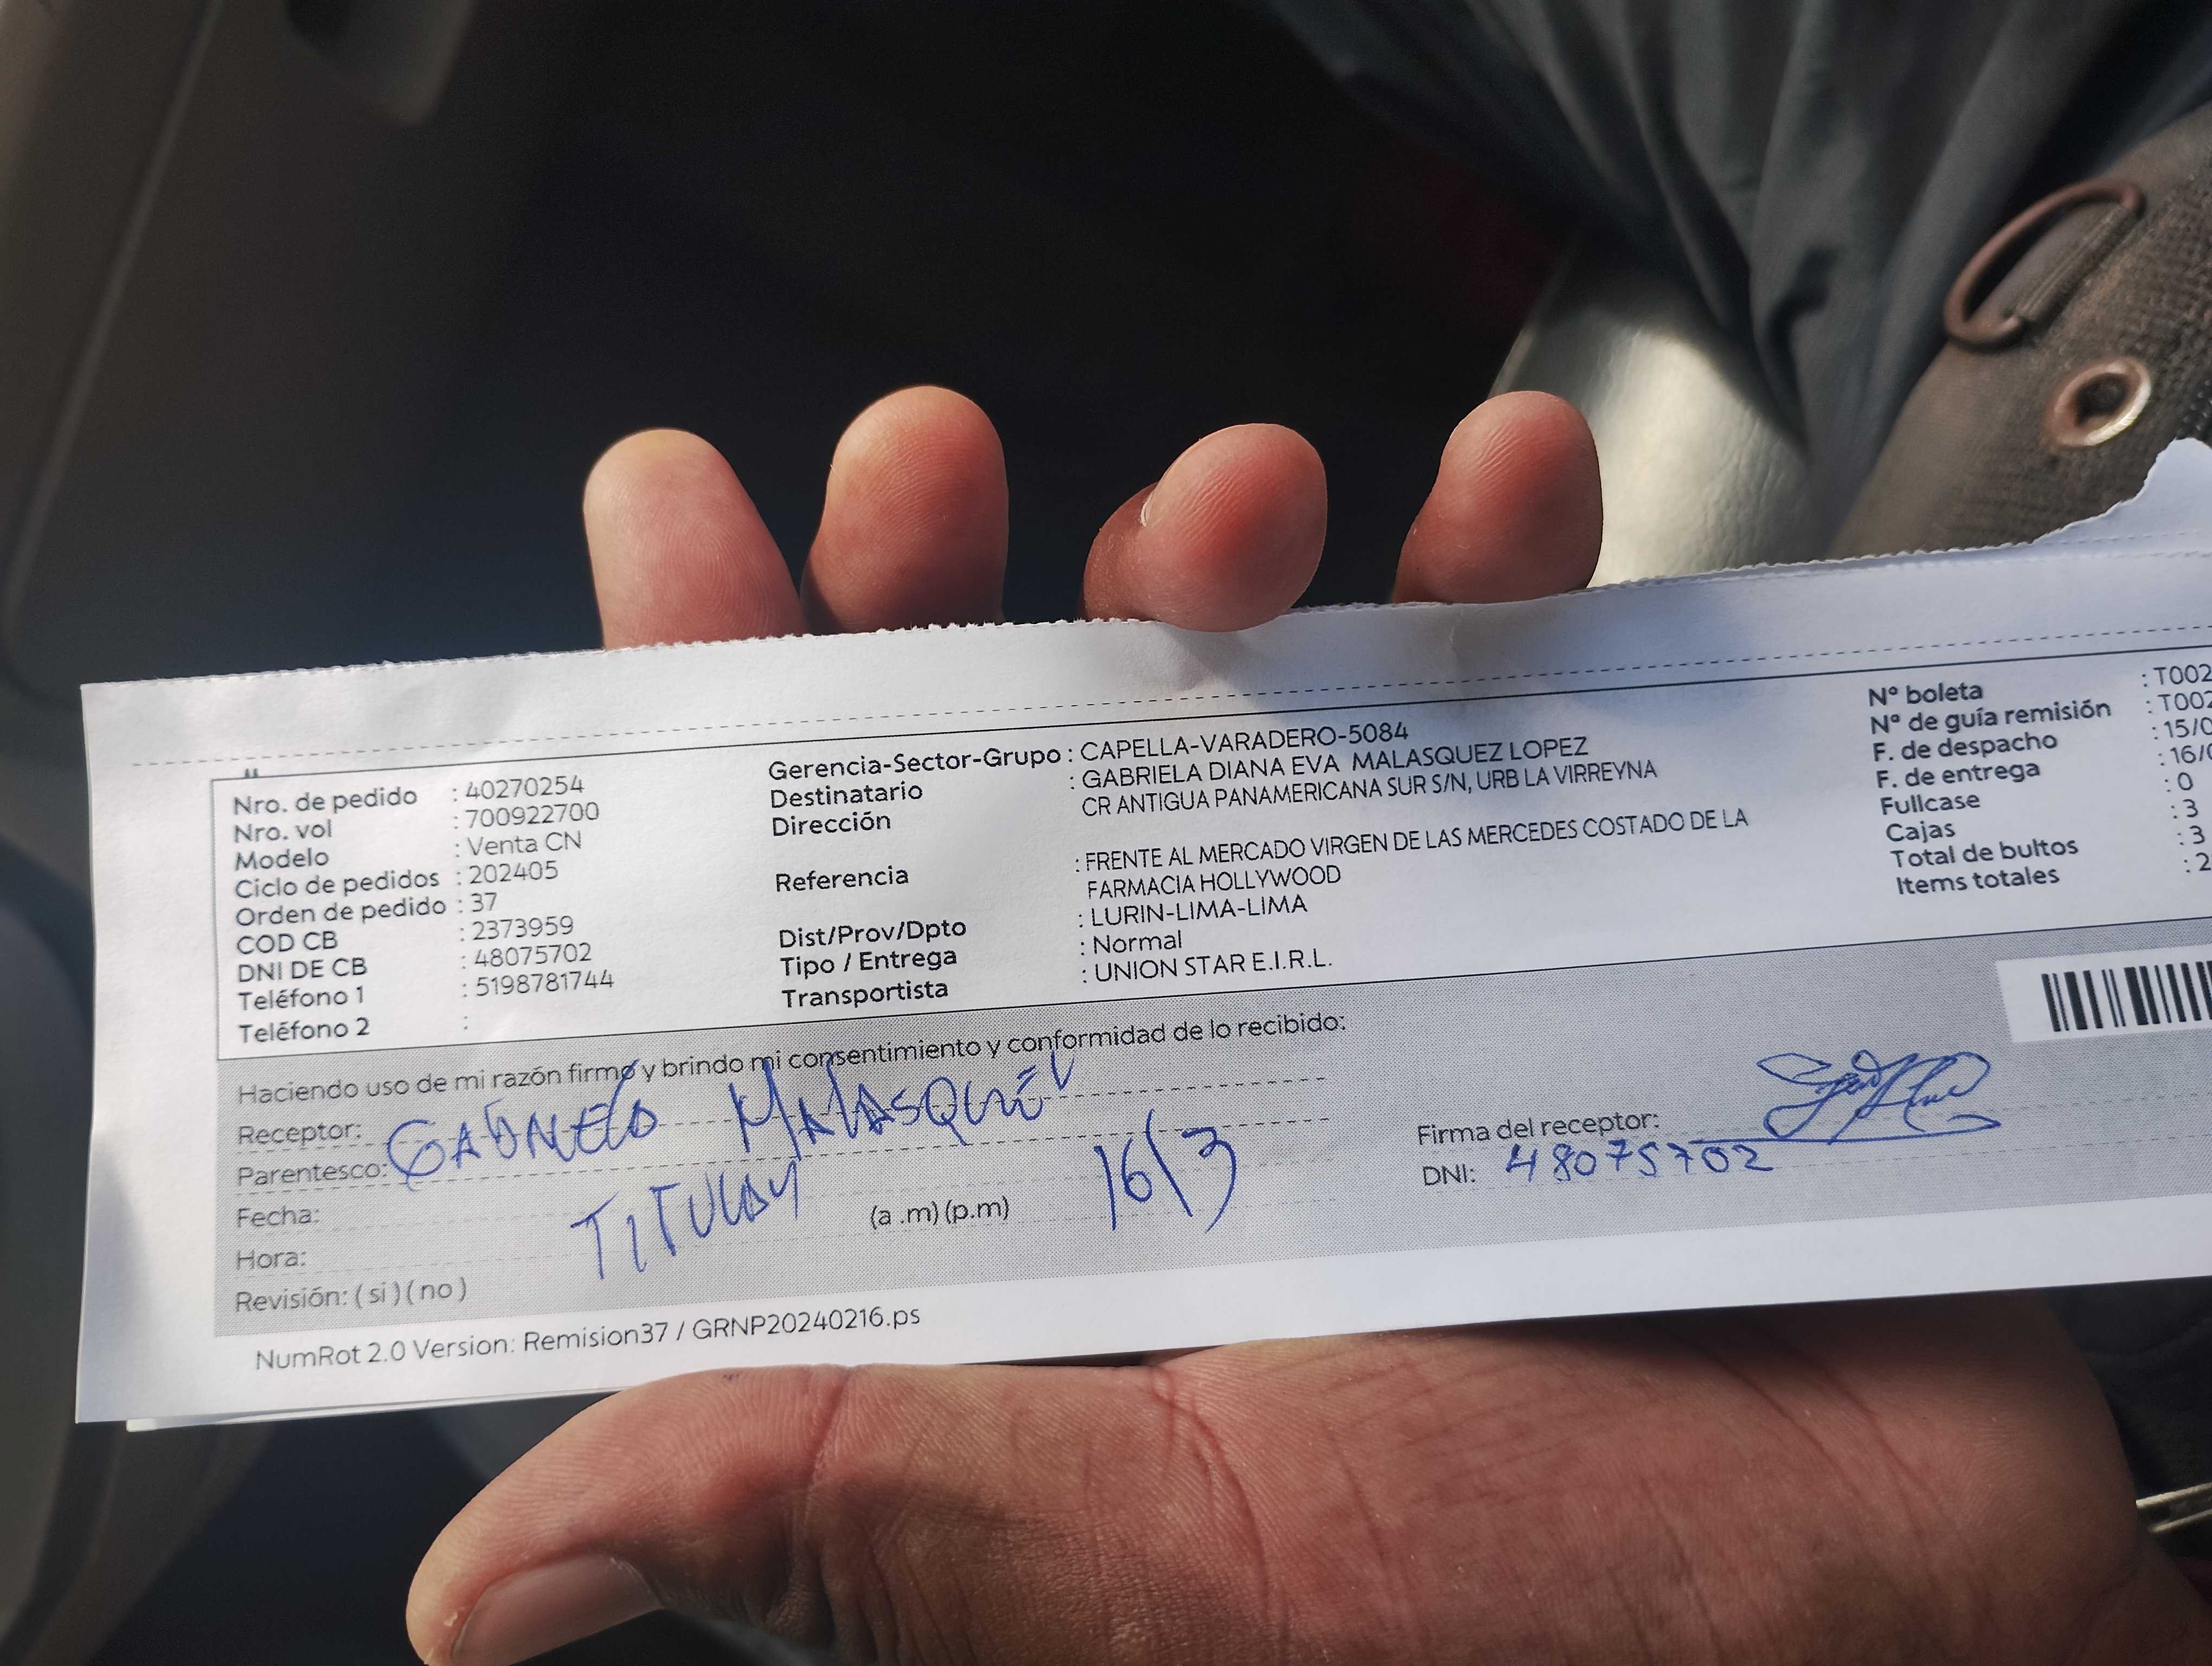 Nro. de pedido : 40270254
Nro. vol : 700922700
Modelo : Venta CN
Ciclo de pedidos : 202405
Orden de pedido : 37
COD CB : 2373959
DNI DE CB : 48075702
Teléfono 1 : 5198781744
Teléfono 2 :
Gerencia-Sector-Grupo : CAPELLA-VARADERO-5084
Destinatario : GABRIELA DIANA EVA MALASQUEZ LOPEZ
Dirección CR ANTIGUA PANAMERICANA SUR S/N, URB LA VIRREYNA
Referencia : FRENTE AL MERCADO VIRGEN DE LAS MERCEDES COSTADO DE LA
FARMACIA HOLLYWOOD
Dist/Prov/Dpto : LURIN-LIMA-LIMA
Tipo / Entrega : Normal
Transportista : UNION STAR E.I.R.L.
N° boleta : T002
N° de guía remisión : T002
F. de despacho : 15/0
F. de entrega : 16/0
Fullcase : 0
Cajas : 3
Total de bultos : 3
Items totales : 2
Haciendo uso de mi razón firmo y brindo mi consentimiento y conformidad de lo recibido:
Receptor:
Parentesco:
Fecha: TITULAR 16/3
Hora: (a .m) (p.m)
Revisión: ( si ) ( no )
Firma del receptor:
DNI: 48075702
NumRot 2.0 Version: Remision37 / GRNP20240216.ps